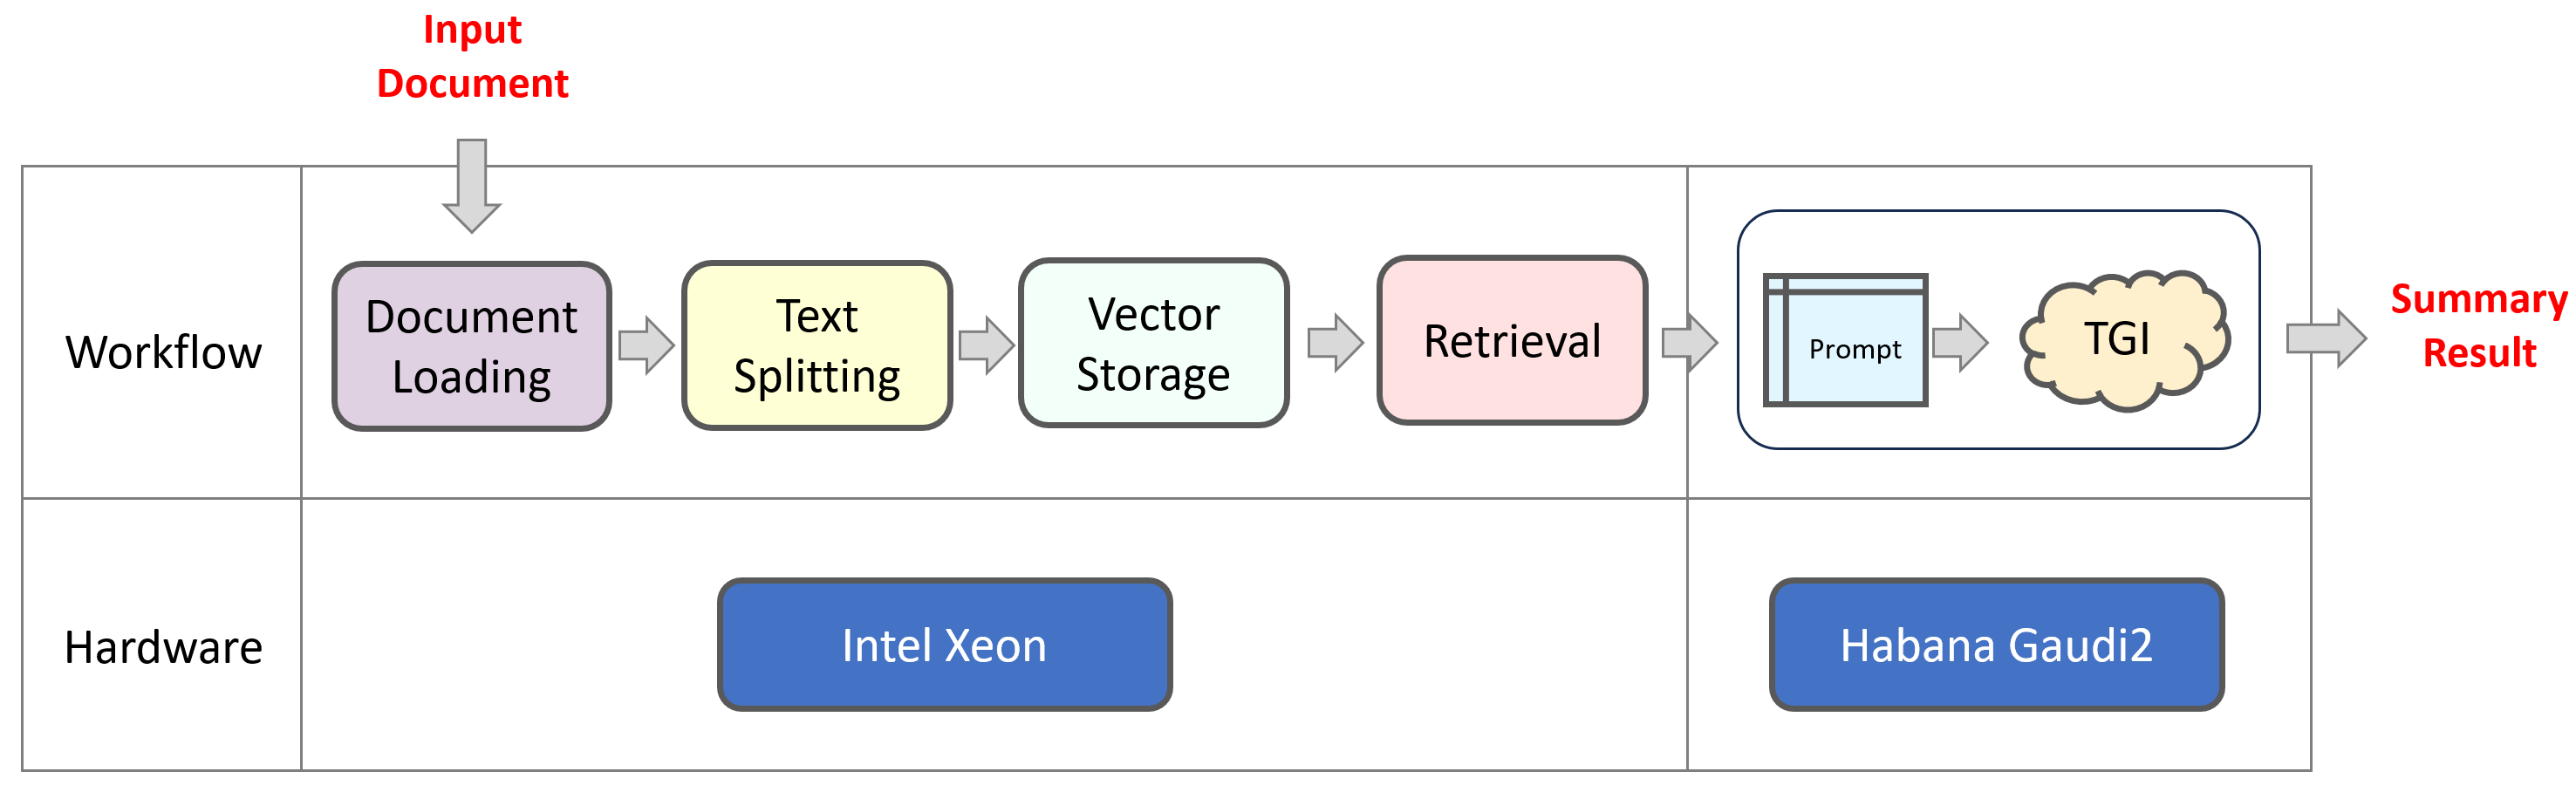 Input
Document
Workflow
Document
Loading
Text
Splitting
Vector
Storage
Retrieval
Prompt
TGI
Summary
Result
Hardware
Intel Xeon
Habana Gaudi2